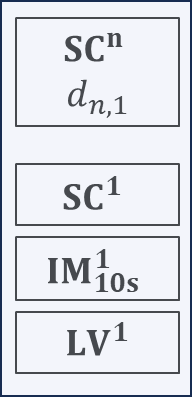 SCⁿ
dₙ,₁
SC¹
IM¹₁₀ₛ
LV¹